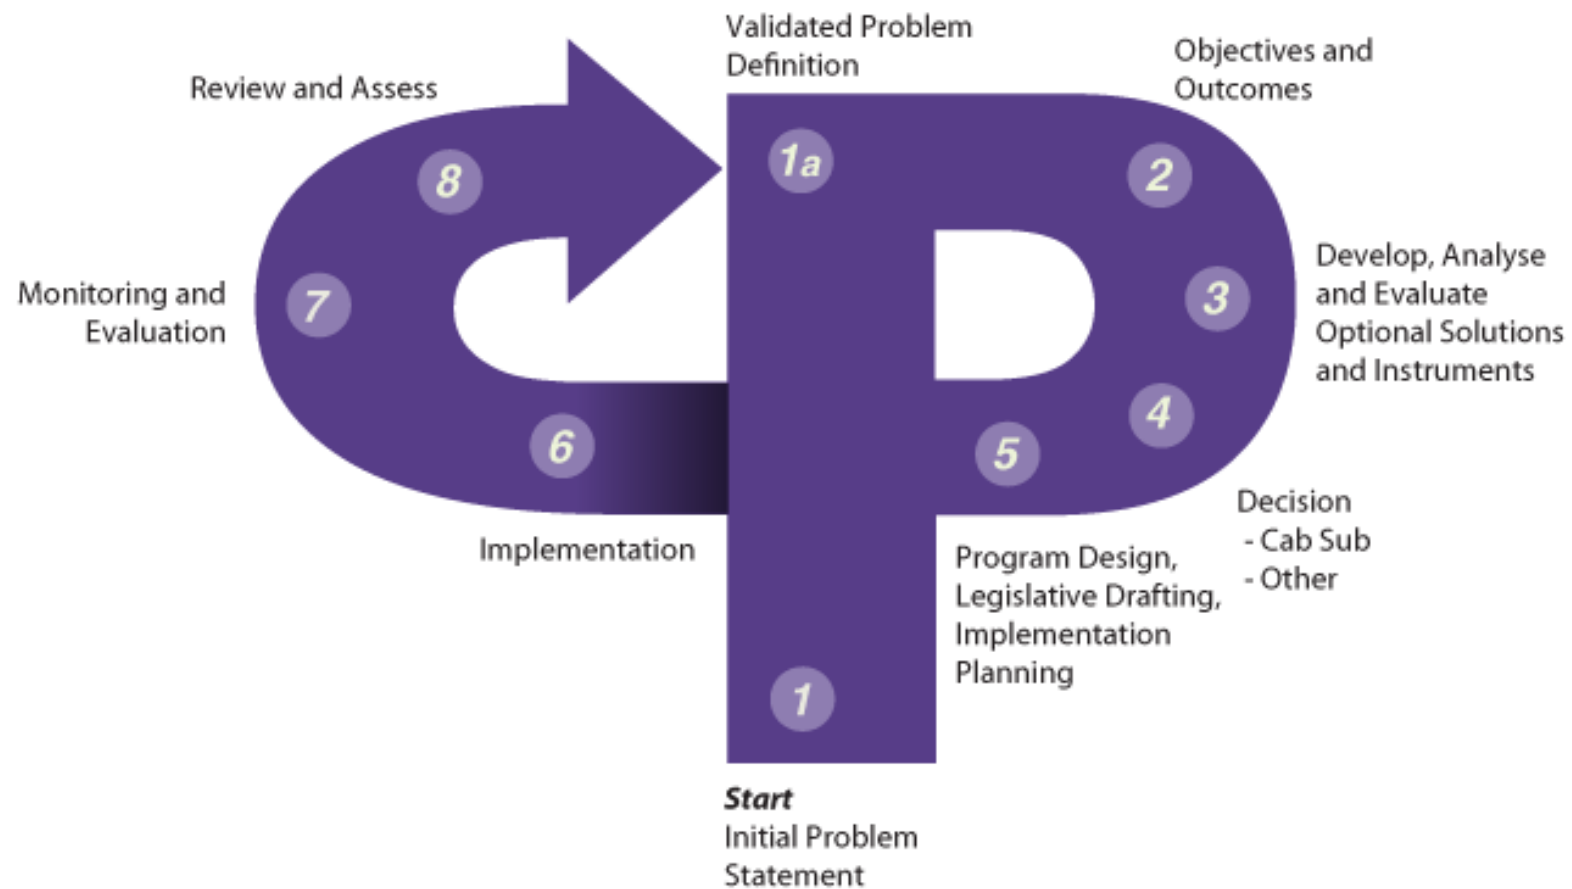 Validated Problem
Definition
1a
Objectives and
Outcomes
2
Develop, Analyse
and Evaluate
Optional Solutions
and Instruments
3
Decision
- Cab Sub
- Other
4
Program Design,
Legislative Drafting,
Implementation
Planning
5
Implementation
6
Monitoring and
Evaluation
7
Review and Assess
8
1
Start
Initial Problem
Statement